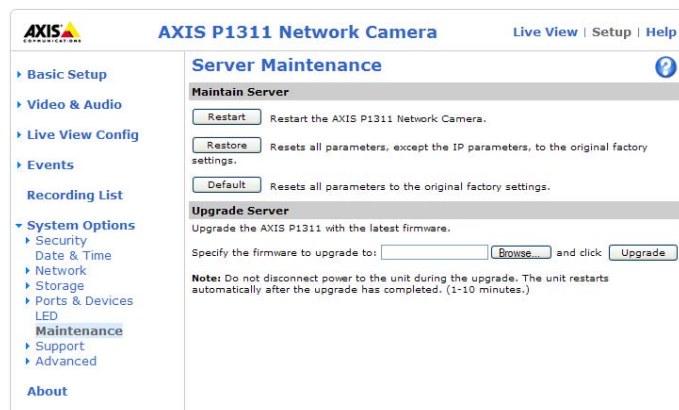 AXIS
COMMUNICATIONS
AXIS P1311 Network Camera
Live View | Setup | Help
Basic Setup
Video & Audio
Live View Config
Events
Recording List
System Options
Security
Date & Time
Network
Storage
Ports & Devices
LED
Maintenance
Support
Advanced
About
Server Maintenance
?
Maintain Server
Restart Restart the AXIS P1311 Network Camera.
Restore Resets all parameters, except the IP parameters, to the original factory
settings.
Default Resets all parameters to the original factory settings.
Upgrade Server
Upgrade the AXIS P1311 with the latest firmware.
Specify the firmware to upgrade to: Browse... and click Upgrade
Note: Do not disconnect power to the unit during the upgrade. The unit restarts
automatically after the upgrade has completed. (1-10 minutes.)